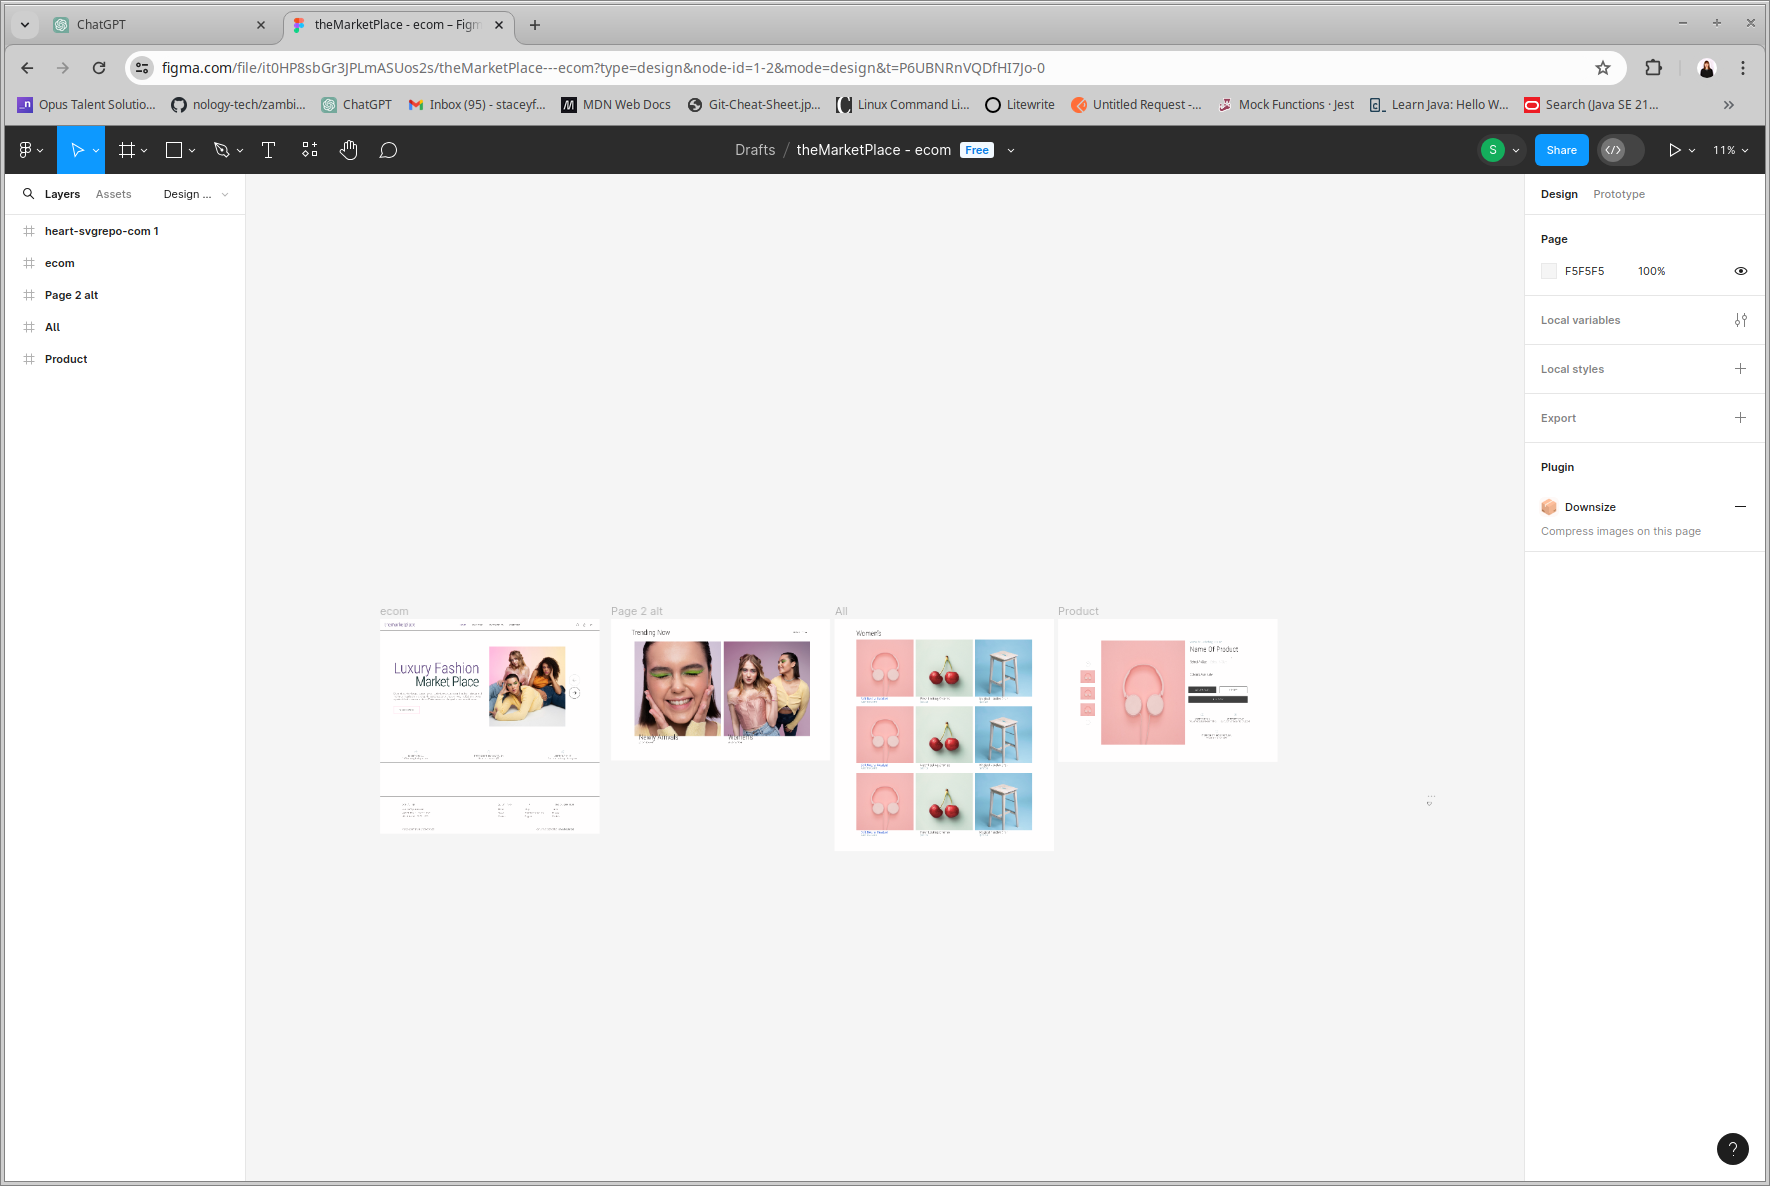 ChatGPT
theMarketPlace - ecom – Figm
figma.com/file/it0HP8sbGr3JPLmASUos2s/theMarketPlace---ecom?type=design&node-id=1-2&mode=design&t=P6UBNRnVQDfHI7Jo-0
Opus Talent Solutio... nology-tech/zambi... ChatGPT Inbox (95) - staceyf... MDN Web Docs Git-Cheat-Sheet.jp... Linux Command Li... Litewrite Untitled Request -... Mock Functions · Jest Learn Java: Hello W... Search (Java SE 21... »
Drafts / theMarketPlace - ecom Free
S Share 11%
Layers Assets Design ...
heart-svgrepo-com 1
ecom
Page 2 alt
All
Product
ecom
Luxury Fashion
Market Place
Page 2 alt
Trending Now
Newly Arrivals Womens
All
Women's
Product
Name Of Product
Design Prototype
Page
F5F5F5 100%
Local variables
Local styles
Export
Plugin
Downsize
Compress images on this page
?